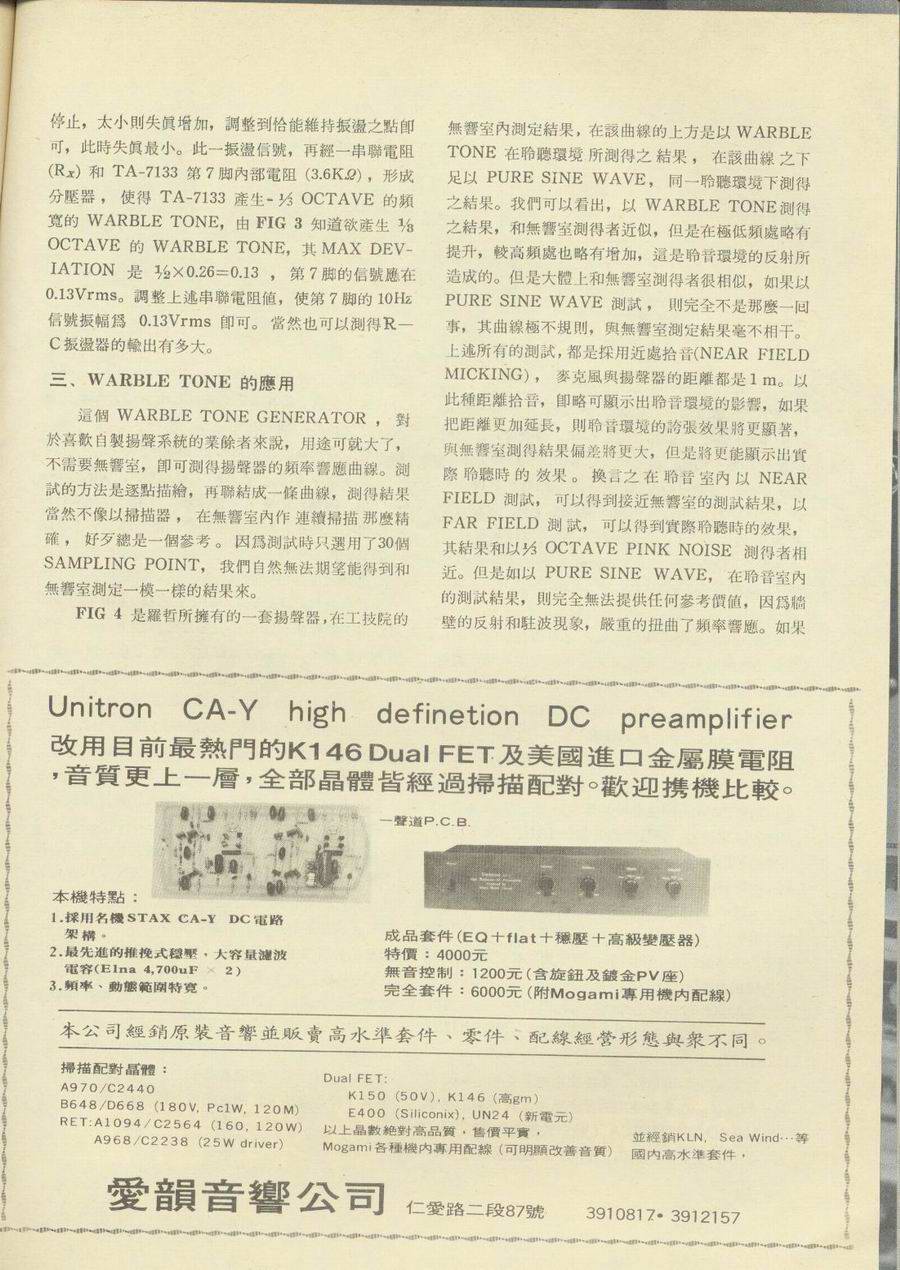 停止，太小則失眞增加，調整到恰能維持振盪之點卽
可，此時失眞最小。此一振盪信號，再經一串聯電阻
(Rx) 和 TA-7133 第7脚內部電阻 (3.6KΩ)，形成
分壓器，使得 TA-7133 產生-⅓ OCTAVE 的頻
寬的 WARBLE TONE，由 FIG 3 知道欲產生 ⅓
OCTAVE 的 WARBLE TONE，其 MAX DEV-
IATION 是 ½×0.26=0.13 ，第7脚的信號應在
0.13Vrms。調整上述串聯電阻値，使第7脚的10Hz
信號振幅爲 0.13Vrms 卽可。當然也可以測得R—
C振盪器的輸出有多大。
三、WARBLE TONE 的應用
這個 WARBLE TONE GENERATOR ，對
於喜歡自製揚聲系統的業餘者來說，用途可就大了，
不需要無響室，卽可測得揚聲器的頻率響應曲線。測
試的方法是逐點描繪，再聯結成一條曲線，測得結果
當然不像以掃描器，在無響室內作連續掃描那麼精
確，好歹總是一個參考。因爲測試時只選用了30個
SAMPLING POINT，我們自然無法期望能得到和
無響室測定一模一樣的結果來。
FIG 4 是羅哲所擁有的一套揚聲器，在工技院的
無響室內測定結果，在該曲線的上方是以 WARBLE
TONE 在聆聽環境所測得之結果，在該曲線之下
足以 PURE SINE WAVE，同一聆聽環境下測得
之結果。我們可以看出，以 WARBLE TONE測得
之結果，和無響室測得者近似，但是在極低頻處略有
提升，較高頻處也略有增加，這是聆音環境的反射所
造成的。但是大體上和無響室測得者很相似，如果以
PURE SINE WAVE 測試，則完全不是那麼一回
事，其曲線極不規則，與無響室測定結果毫不相干。
上述所有的測試，都是採用近處拾音(NEAR FIELD
MICKING)，麥克風與揚聲器的距離都是1m。以
此種距離拾音，卽略可顯示出聆音環境的影響，如果
把距離更加延長，則聆音環境的誇張效果將更顯著，
與無響室測得結果偏差將更大，但是將更能顯示出實
際聆聽時的效果。換言之在聆音室內以 NEAR
FIELD 測試，可以得到接近無響室的測試結果，以
FAR FIELD 測試，可以得到實際聆聽時的效果，
其結果和以⅓ OCTAVE PINK NOISE 測得者相
近。但是如以 PURE SINE WAVE，在聆音室內
的測試結果，則完全無法提供任何參考價値，因爲牆
壁的反射和駐波現象，嚴重的扭曲了頻率響應。如果
Unitron CA-Y high definetion DC preamplifier
改用目前最熱門的K146 Dual FET及美國進口金屬膜電阻
，音質更上一層，全部晶體皆經過掃描配對。歡迎携機比較。
一聲道P.C.B.
本機特點：
1.採用名機STAX CA-Y DC電路
架構。
2.最先進的推挽式穩壓，大容量濾波
電容(Elna 4,700uF × 2)
3.頻率、動態範圍特寬。
成品套件(EQ＋flat＋穩壓＋高級變壓器)
特價：4000元
無音控制：1200元(含旋鈕及鍍金PV座)
完全套件：6000元(附Mogami專用機內配線)
本公司經銷原裝音響並販賣高水準套件、零件、配線經營形態與衆不同。
掃描配對晶體：
A970/C2440
B648/D668 (180V, Pc1W, 120M)
RET:A1094/C2564 (160, 120W)
A968/C2238 (25W driver)
Dual FET:
K150 (50V), K146 (高gm)
E400 (Siliconix), UN24 (新電元)
以上晶數絶對高品質，售價平實，
Mogami各種機內專用配線(可明顯改善音質)
並經銷KLN, Sea Wind…等
國內高水準套件，
愛韻音響公司 仁愛路二段87號 3910817• 3912157